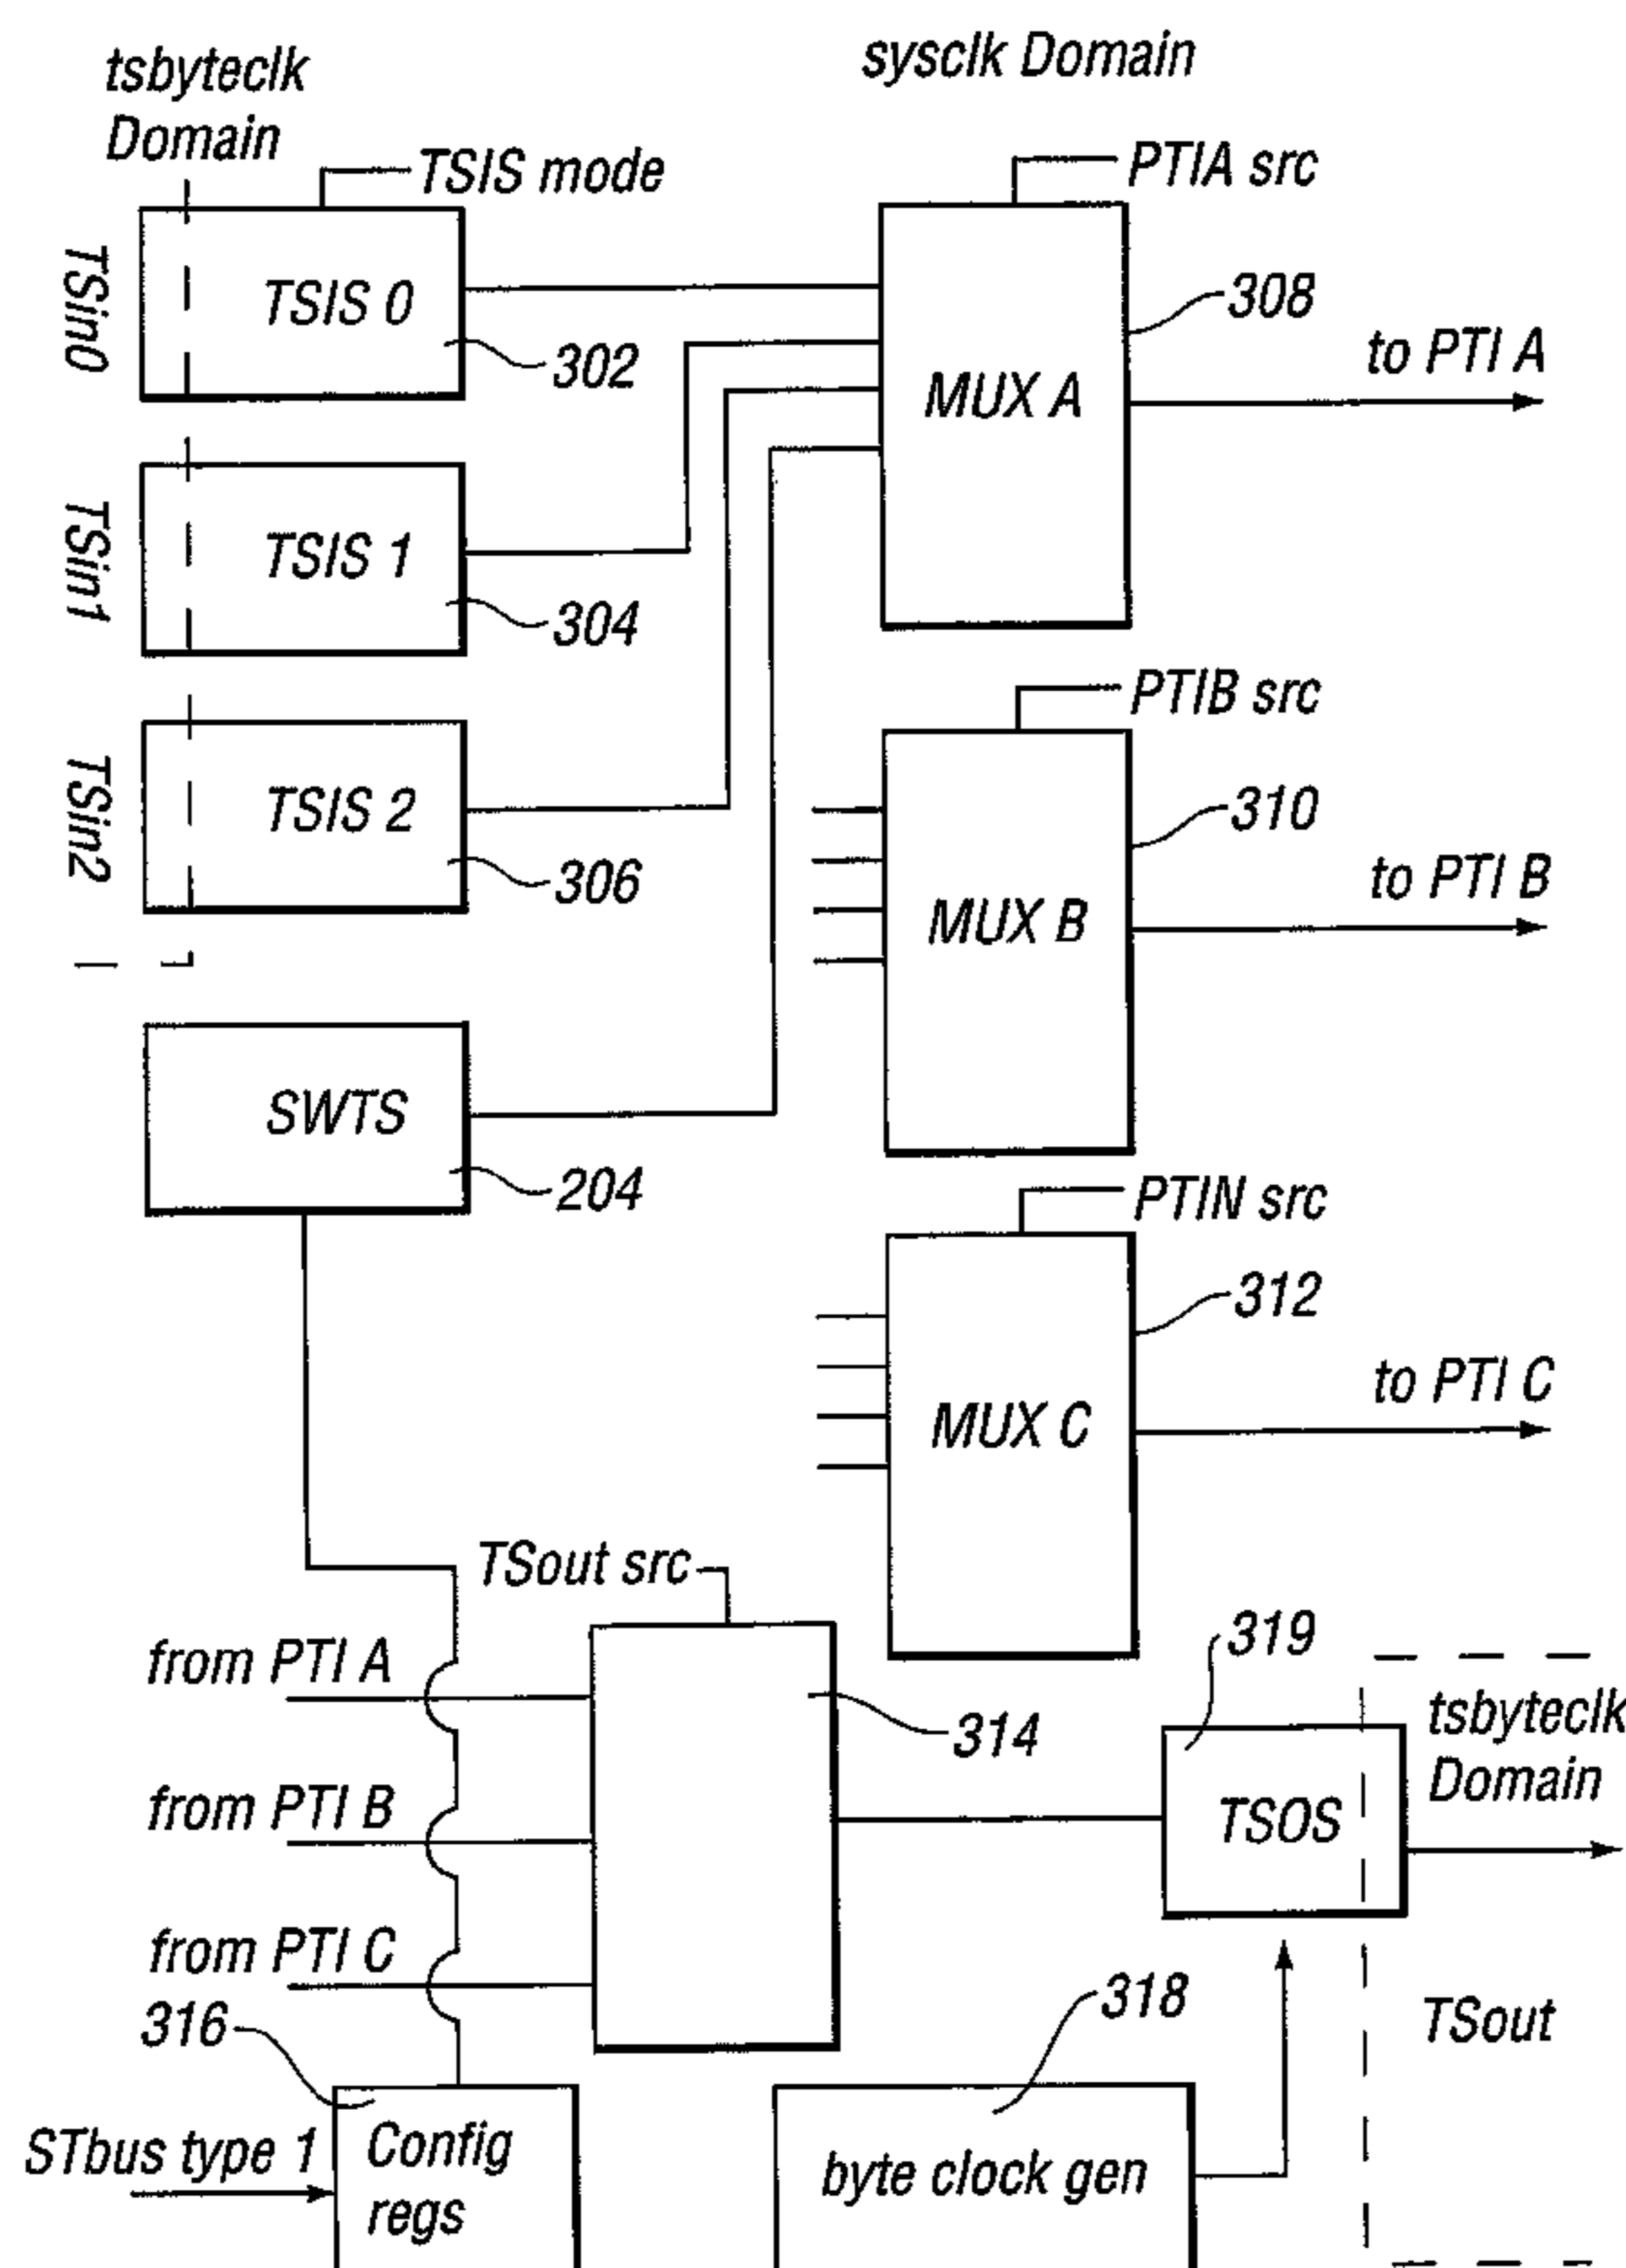 tsbyteclk
Domain
sysclk Domain
TSIS mode
PTIA src
TSin0
TSIS 0
302
308
MUX A
to PTI A
TSin1
TSIS 1
304
PTIB src
TSin2
TSIS 2
306
310
MUX B
to PTI B
SWTS
204
PTIN src
312
MUX C
to PTI C
TSout src
from PTI A
314
319
tsbyteclk
Domain
from PTI B
TSOS
from PTI C
316
318
TSout
STbus type 1
Config
regs
byte clock gen